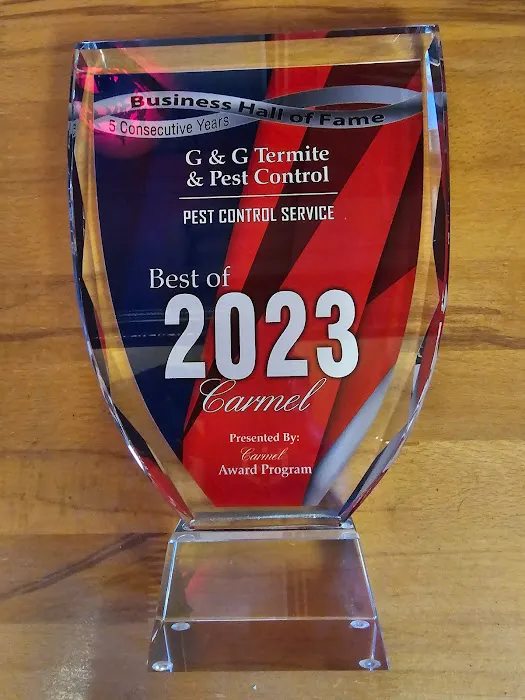 Business Hall of Fame
5 Consecutive Years
G & G Termite
& Pest Control
PEST CONTROL SERVICE
Best of
2023
Carmel
Presented By:
Carmel
Award Program